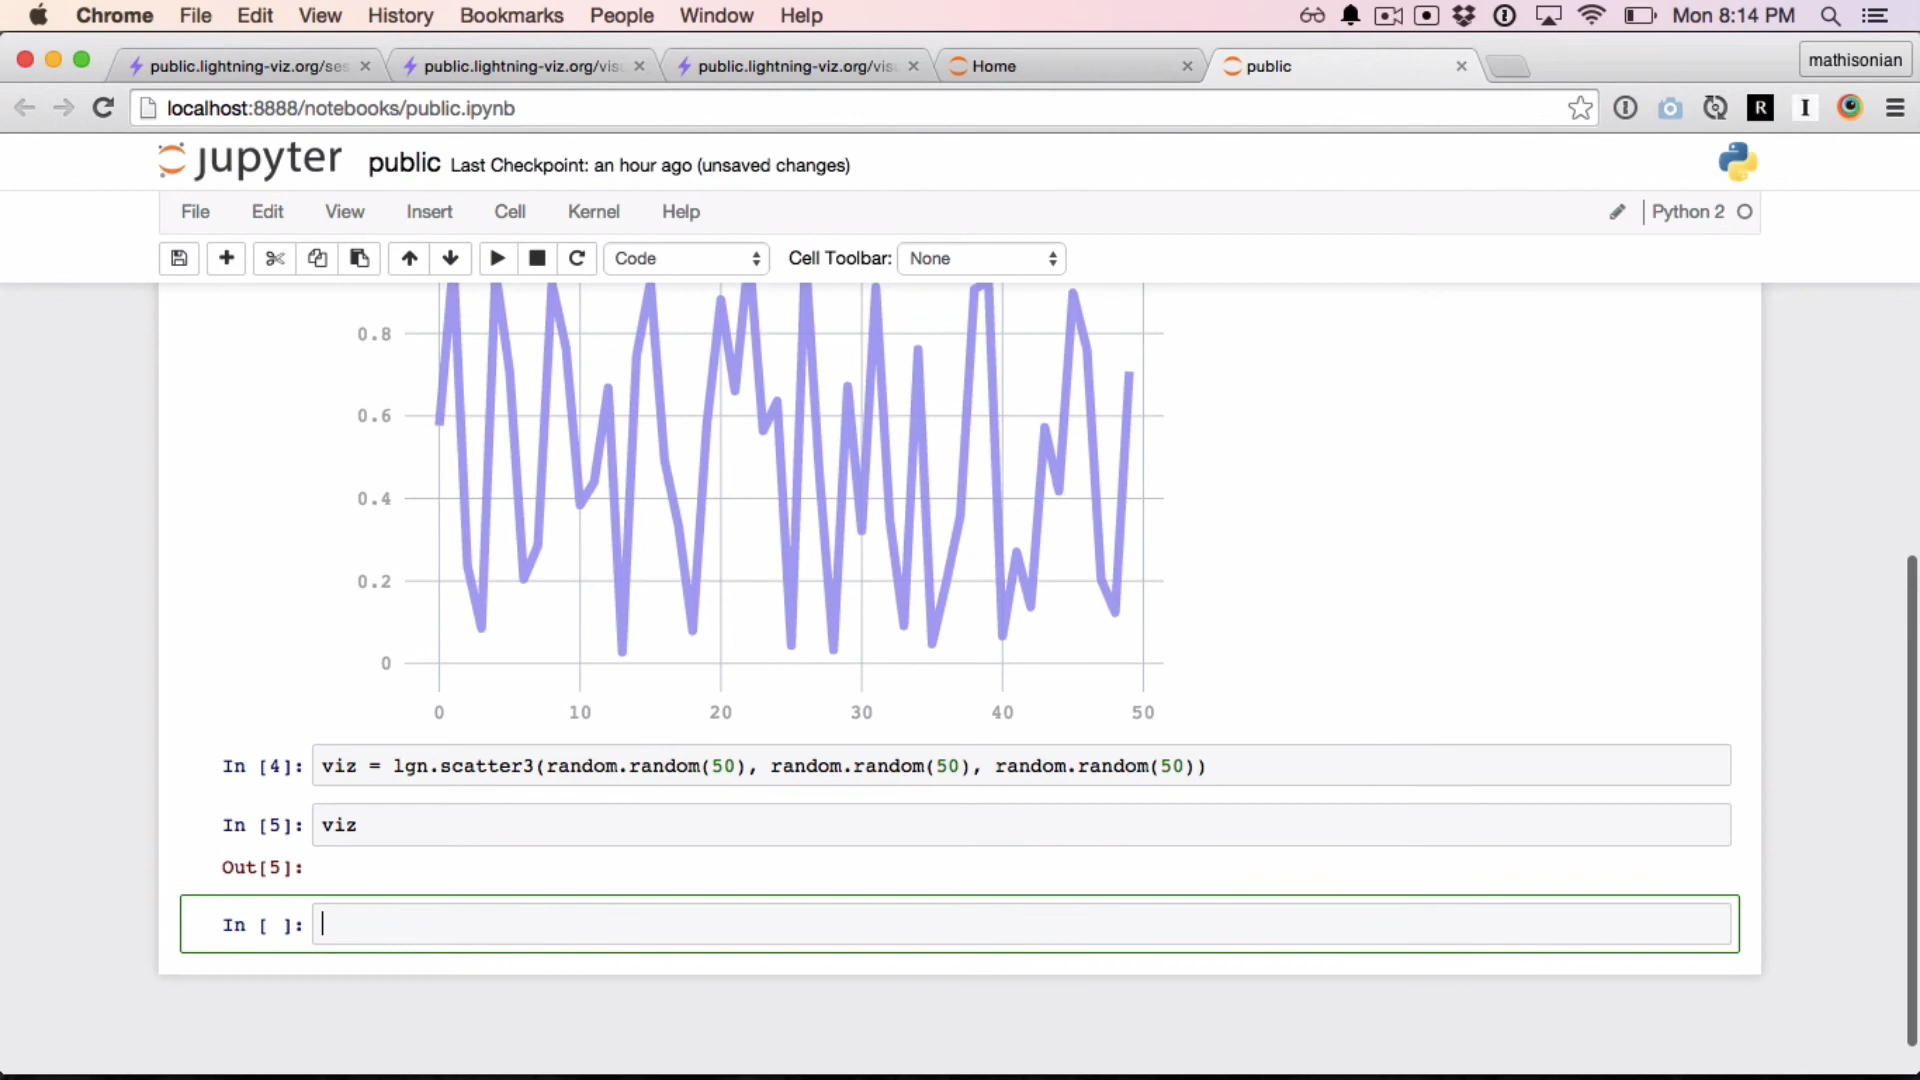 Chrome File Edit View History Bookmarks People Window Help Mon 8:14 PM
public.lightning-viz.org/ses public.lightning-viz.org/vis public.lightning-viz.org/vis Home public mathisonian
localhost:8888/notebooks/public.ipynb
jupyter public Last Checkpoint: an hour ago (unsaved changes)
File Edit View Insert Cell Kernel Help Python 2
Code Cell Toolbar: None
0.8
0.6
0.4
0.2
0
0 10 20 30 40 50
In [4]: viz = lgn.scatter3(random.random(50), random.random(50), random.random(50))
In [5]: viz
Out[5]:
In [ ]: